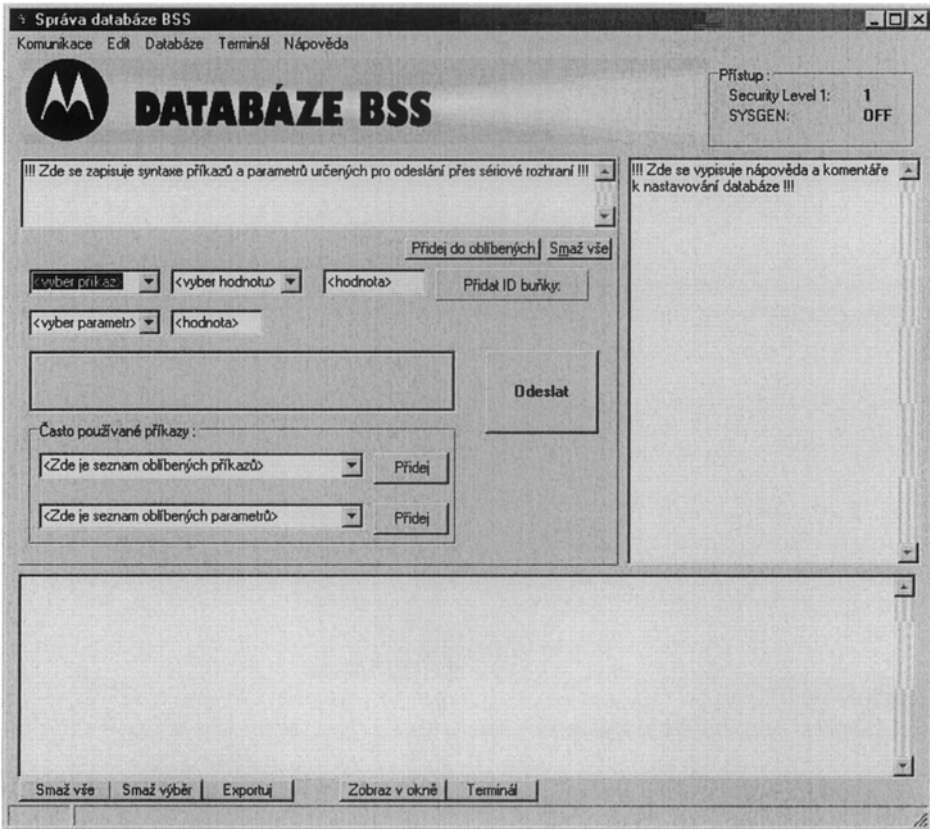 Správa databáze BSS
Komunikace Edit Databáze Terminál Nápověda
DATABÁZE BSS
Přístup :
Security Level 1: 1
SYSGEN: OFF
!!! Zde se zapisuje syntaxe příkazů a parametrů určených pro odeslání přes sériové rozhraní !!!
!!! Zde se vypisuje nápověda a komentáře
k nastavování databáze !!!
Přidej do oblíbených Smaž vše
<vyber příkaz> <vyber hodnotu> <hodnota> Přidat ID buňky:
<vyber parametr> <hodnota>
Odeslat
Často používané příkazy :
<Zde je seznam oblíbených příkazů> Přidej
<Zde je seznam oblíbených parametrů> Přidej
Smaž vše Smaž výběr Exportuj Zobraz v okně Terminál